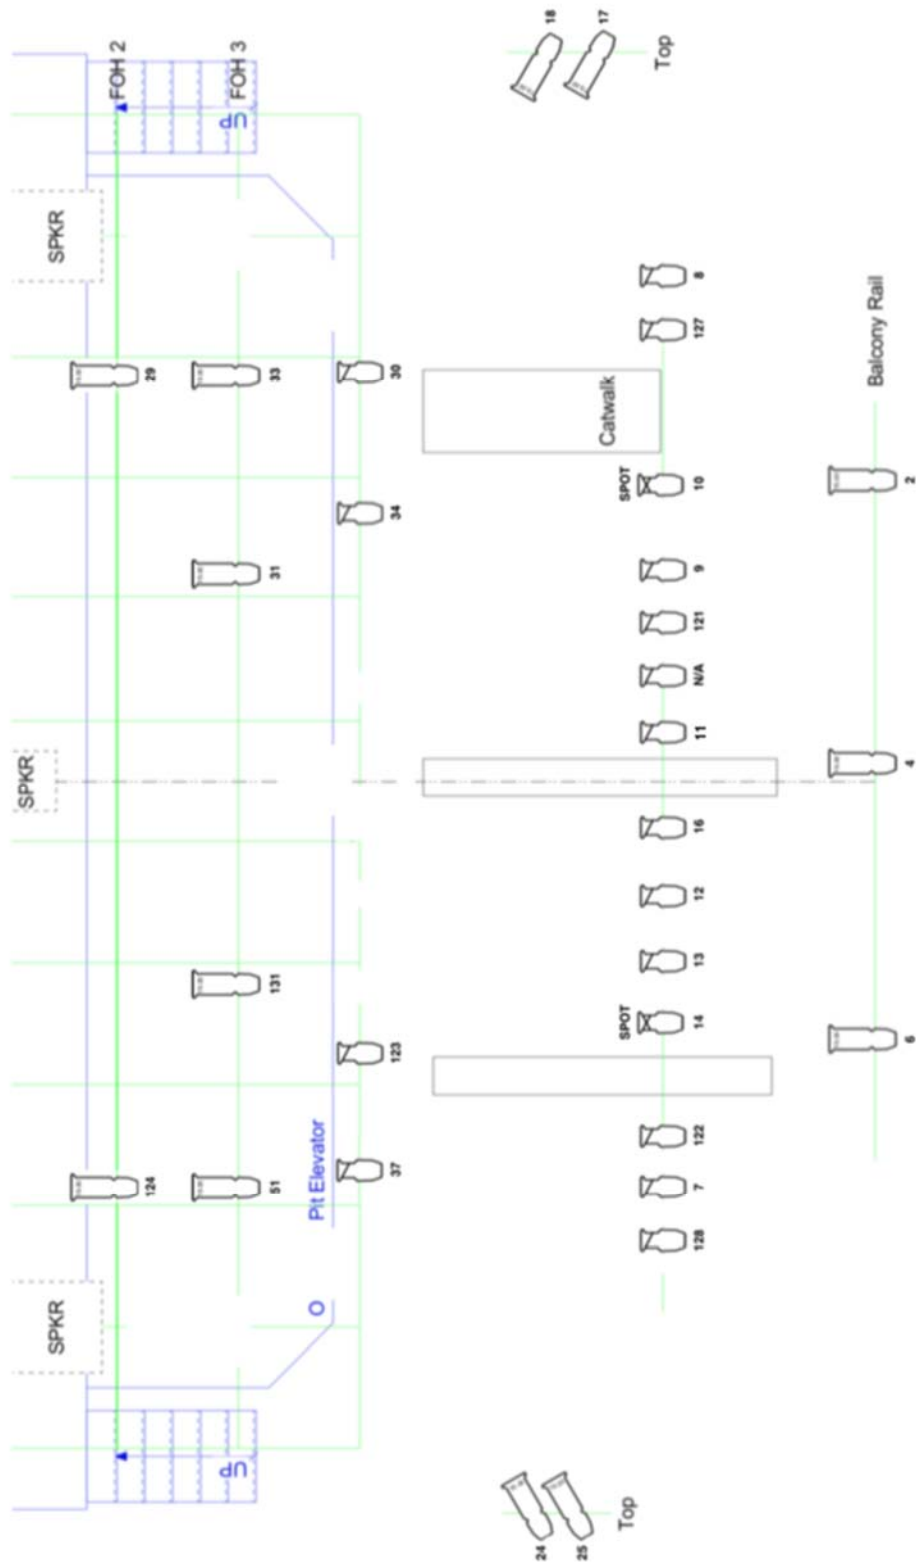 18
17
Top
FOH 2
FOH 3
UP
SPKR
8
127
Balcony Rail
29
33
30
Catwalk
SPOT
10
2
34
31
9
121
N/A
11
SPKR
4
16
12
13
131
SPOT
14
6
123
122
Pit Elevator
37
124
51
7
128
SPKR
O
UP
Top
24
25